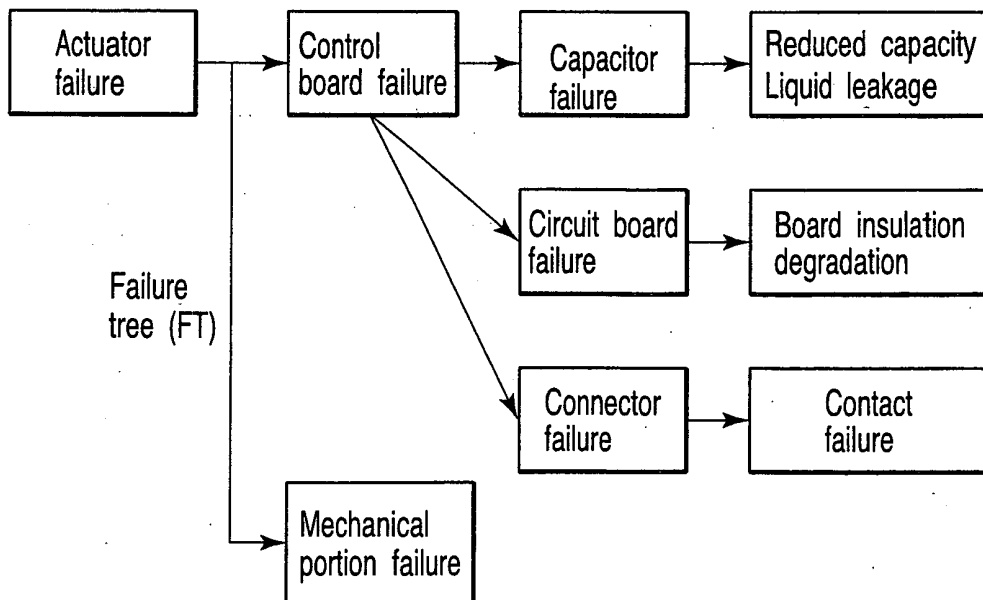 Actuator
failure
Control
board failure
Capacitor
failure
Reduced capacity
Liquid leakage
Circuit board
failure
Board insulation
degradation
Failure
tree (FT)
Connector
failure
Contact
failure
Mechanical
portion failure